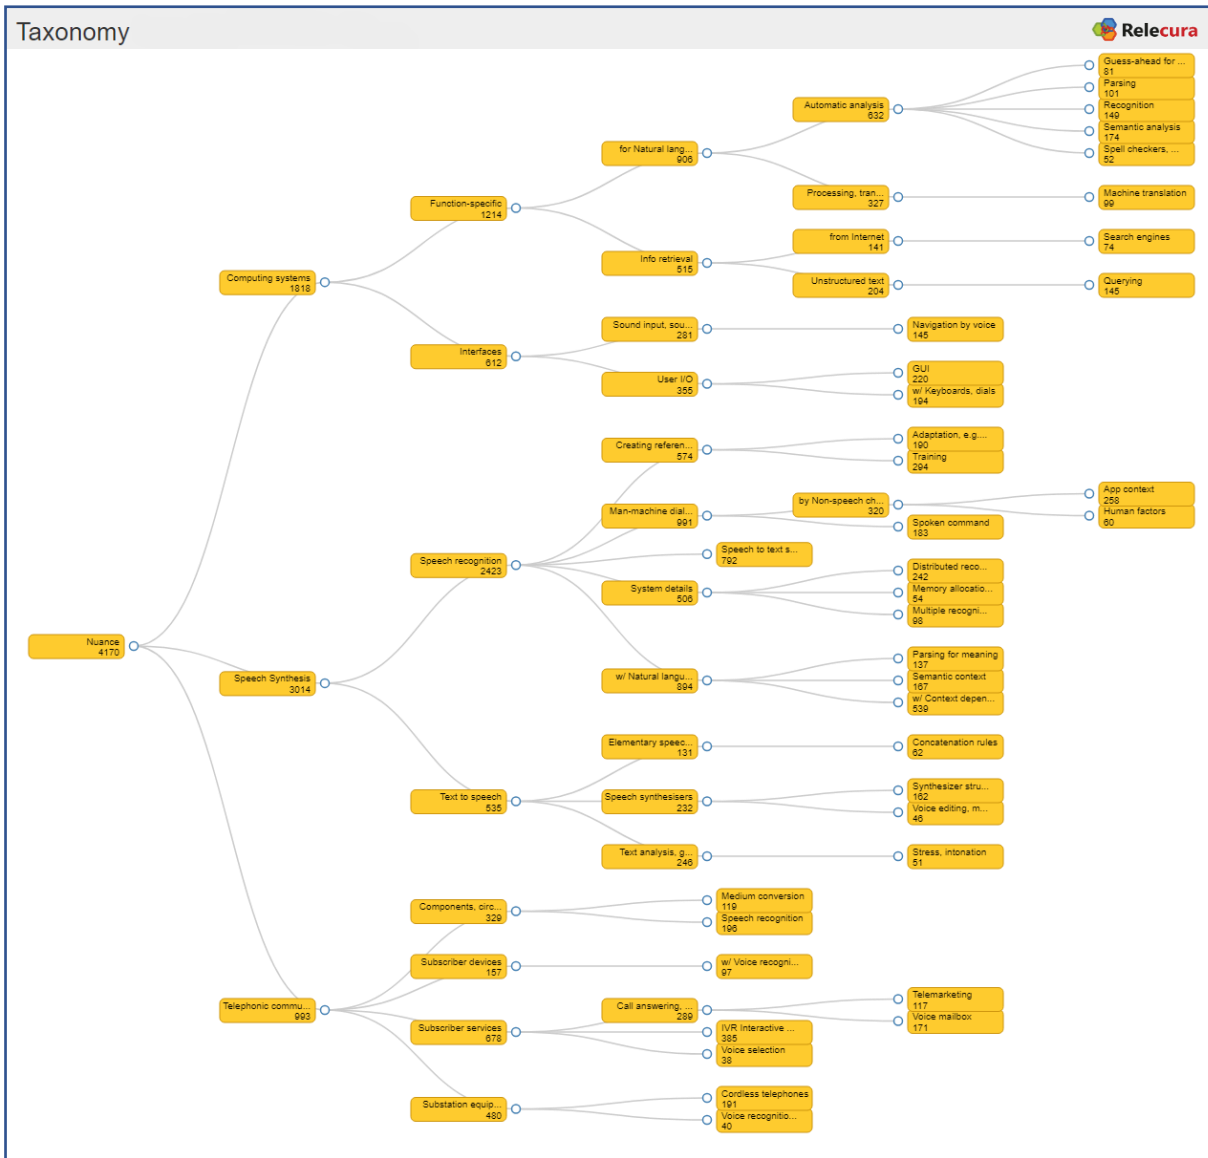 Taxonomy
Relecura
Guess-ahead for ...
81
Parsing
101
Automatic analysis
632
Recognition
149
Semantic analysis
174
for Natural lang...
906
Spell checkers, ...
52
Processing, tran...
327
Machine translation
99
Function-specific
1214
from Internet
141
Search engines
74
Info retrieval
515
Computing systems
1818
Unstructured text
204
Querying
145
Sound input, sou...
281
Navigation by voice
145
Interfaces
612
User I/O
355
GUI
220
w/ Keyboards, dials
194
Creating referen...
574
Adaptation, e.g....
190
Training
294
Man-machine dial...
991
by Non-speech ch...
320
App context
258
Human factors
60
Spoken command
183
Speech recognition
2423
Speech to text s...
792
System details
506
Distributed reco...
242
Memory allocatio...
54
Multiple recogni...
98
Nuance
4170
Speech Synthesis
3014
w/ Natural langu...
894
Parsing for meaning
137
Semantic context
167
w/ Context depen...
539
Elementary speec...
131
Concatenation rules
62
Text to speech
535
Speech synthesisers
232
Synthesizer stru...
162
Voice editing, m...
46
Text analysis, g...
246
Stress, intonation
51
Components, circ...
329
Medium conversion
119
Speech recognition
196
Subscriber devices
157
w/ Voice recogni...
97
Telephonic commu...
993
Subscriber services
678
Call answering, ...
289
Telemarketing
117
Voice mailbox
171
IVR Interactive ...
385
Voice selection
38
Substation equip...
480
Cordless telephones
191
Voice recognitio...
40